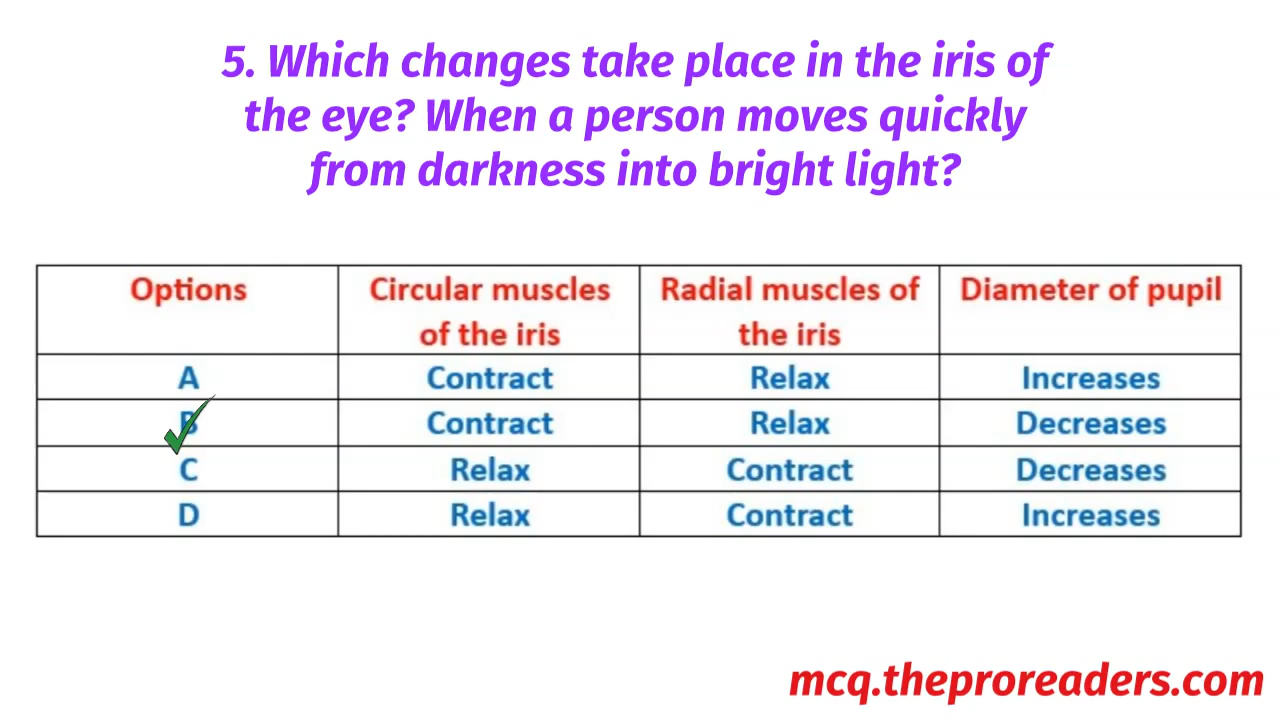 5. Which changes take place in the iris of
the eye? When a person moves quickly
from darkness into bright light?
Options Circular muscles of the iris Radial muscles of the iris Diameter of pupil
A Contract Relax Increases
B Contract Relax Decreases
C Relax Contract Decreases
D Relax Contract Increases
mcq.theproreaders.com